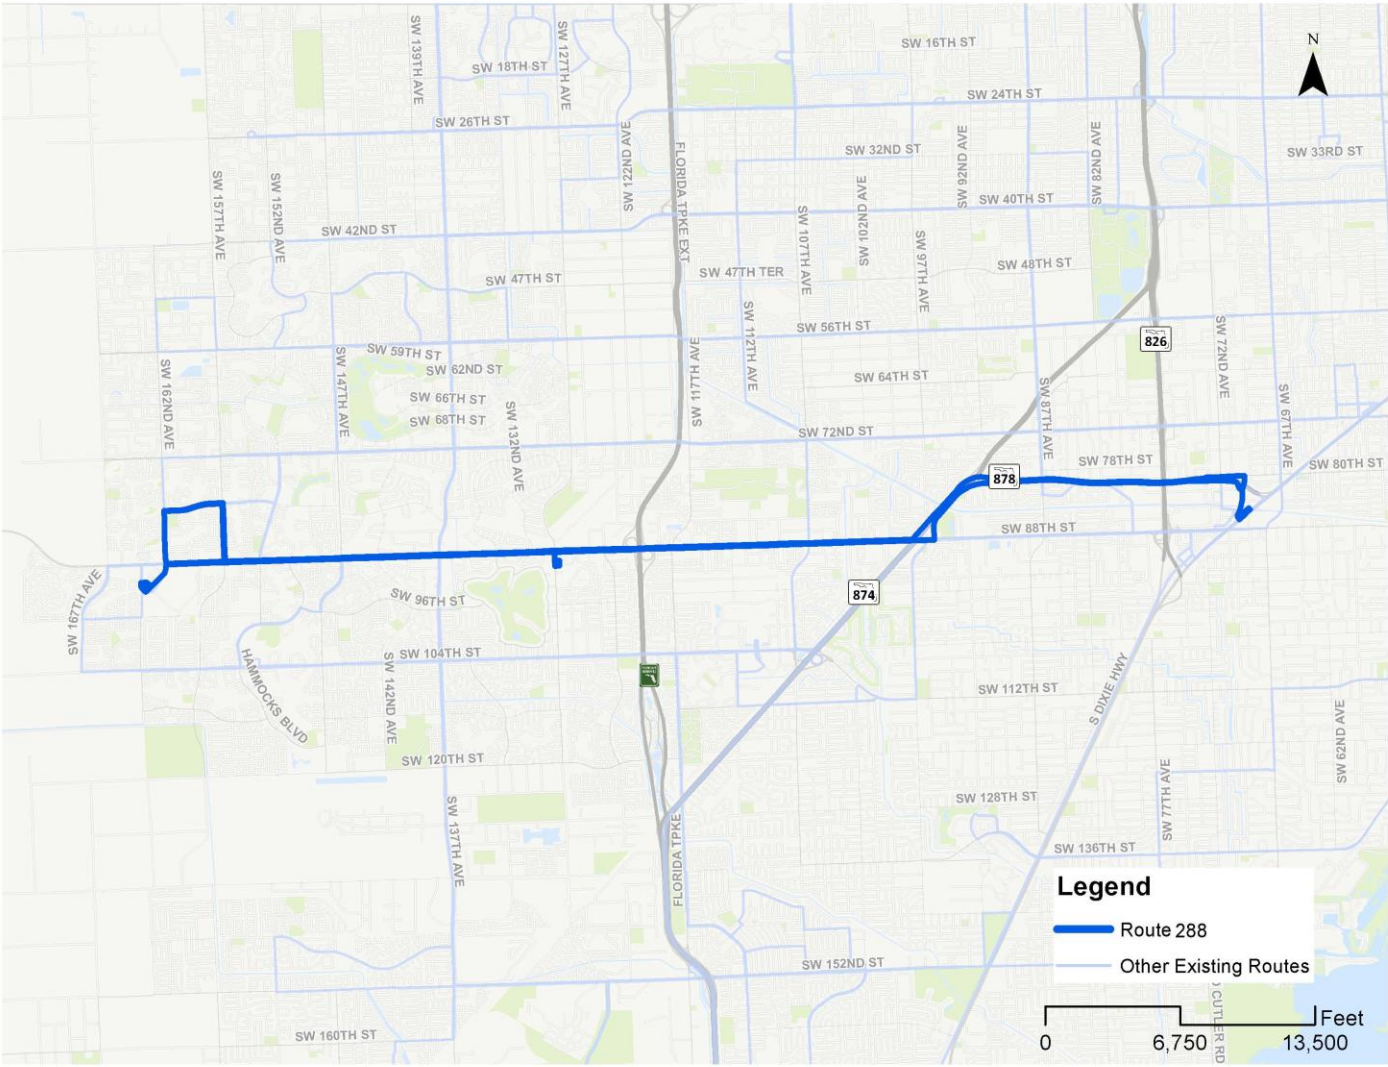 N
SW 16TH ST
SW 139TH AVE
SW 18TH ST
SW 127TH AVE
SW 24TH ST
SW 26TH ST
SW 122ND AVE
FLORIDA TPKE EXT
SW 32ND ST
SW 92ND AVE
SW 82ND AVE
SW 33RD ST
SW 157TH AVE
SW 152ND AVE
SW 102ND AVE
SW 40TH ST
SW 42ND ST
SW 107TH AVE
SW 97TH AVE
SW 47TH ST
SW 47TH TER
SW 48TH ST
SW 112TH AVE
SW 56TH ST
826
SW 72ND AVE
SW 59TH ST
SW 117TH AVE
SW 162ND AVE
SW 147TH AVE
SW 62ND ST
SW 64TH ST
SW 87TH AVE
SW 67TH AVE
SW 66TH ST
SW 132ND AVE
SW 68TH ST
SW 72ND ST
SW 78TH ST
SW 80TH ST
878
SW 88TH ST
SW 167TH AVE
SW 96TH ST
874
HAMMOCKS BLVD
SW 142ND AVE
SW 104TH ST
S DIXIE HWY
SW 112TH ST
SW 62ND AVE
SW 120TH ST
SW 77TH AVE
SW 137TH AVE
FLORIDA TPKE
SW 128TH ST
SW 136TH ST
Legend
Route 288
Other Existing Routes
SW 152ND ST
CUTLER RD
SW 160TH ST
Feet
0 6,750 13,500